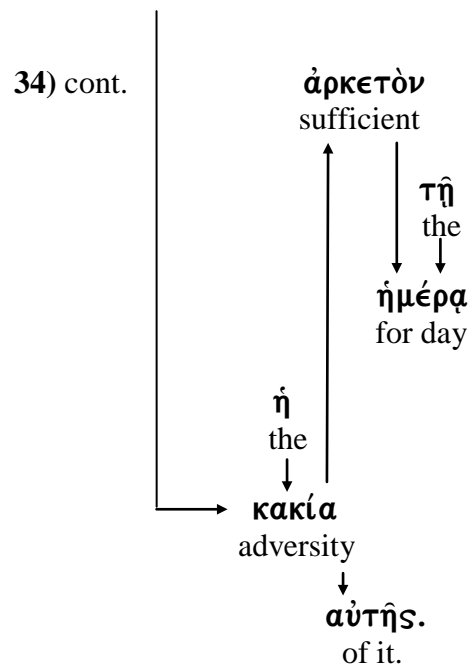 34) cont.
ἀρκετὸν
sufficient
τῇ
the
ἡμέρᾳ
for day
ἡ
the
κακία
adversity
αὐτῆς.
of it.